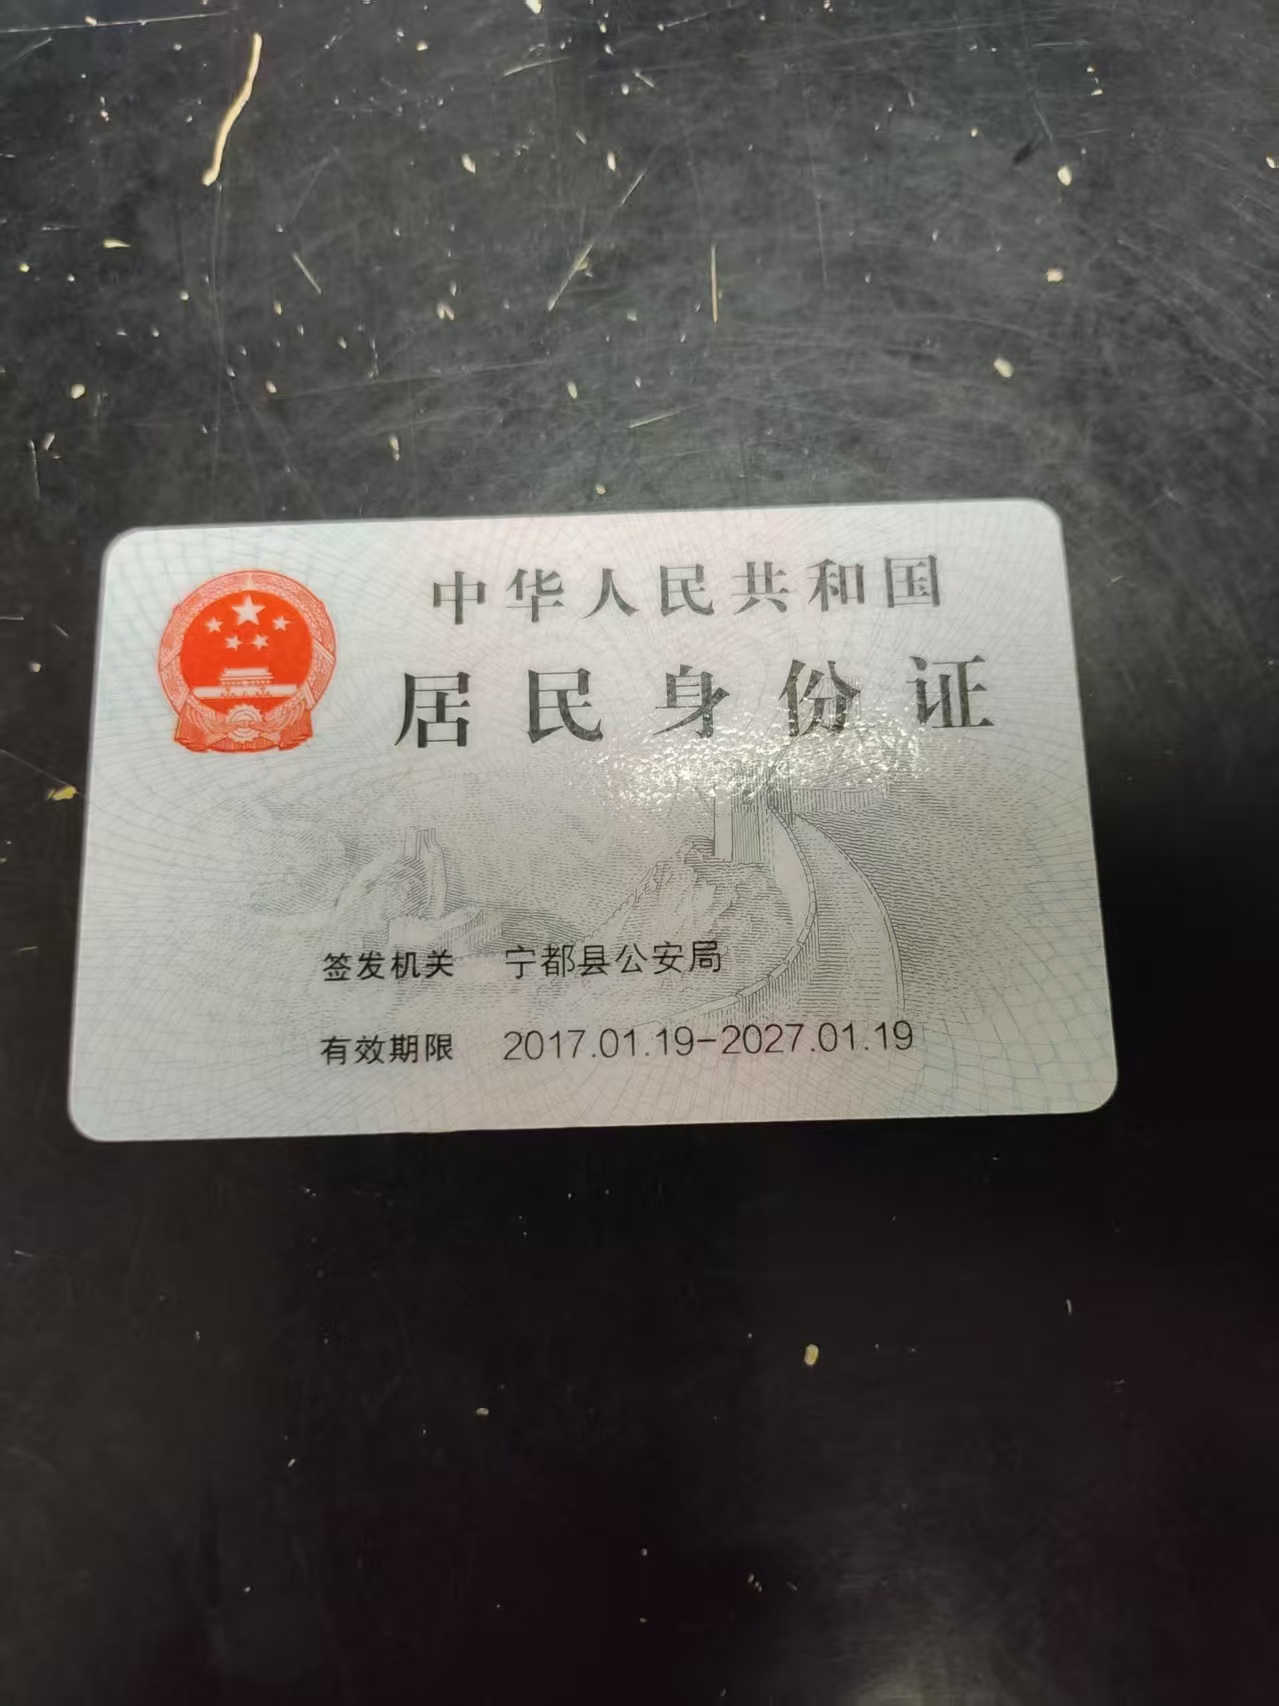 中华人民共和国
居民身份证
签发机关 宁都县公安局
有效期限 2017.01.19-2027.01.19